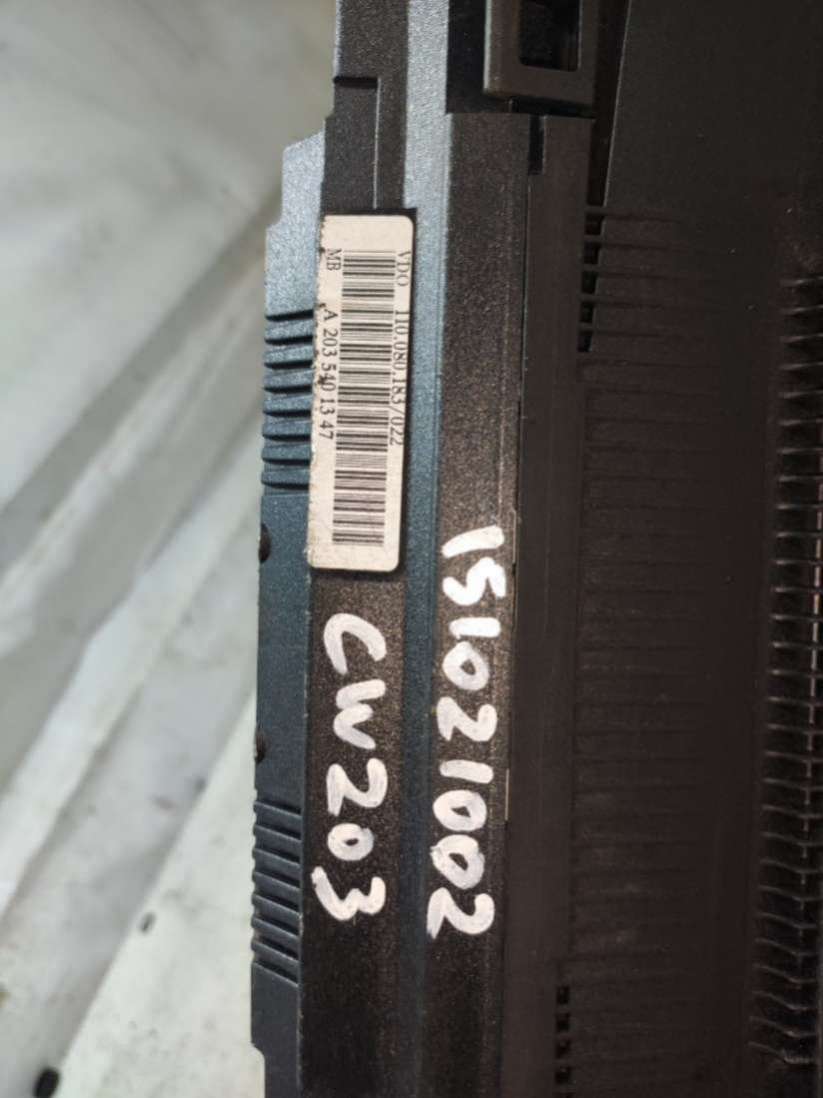 VDO 110.080.183/022
MB A 203 540 13 47
151021002
CW203